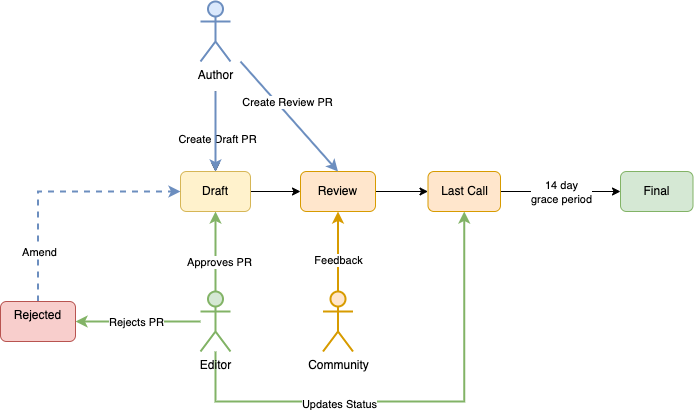 Author
Create Review PR
Create Draft PR
Draft
Review
Last Call
14 day
grace period
Final
Amend
Approves PR
Feedback
Rejected
Rejects PR
Editor
Community
Updates Status